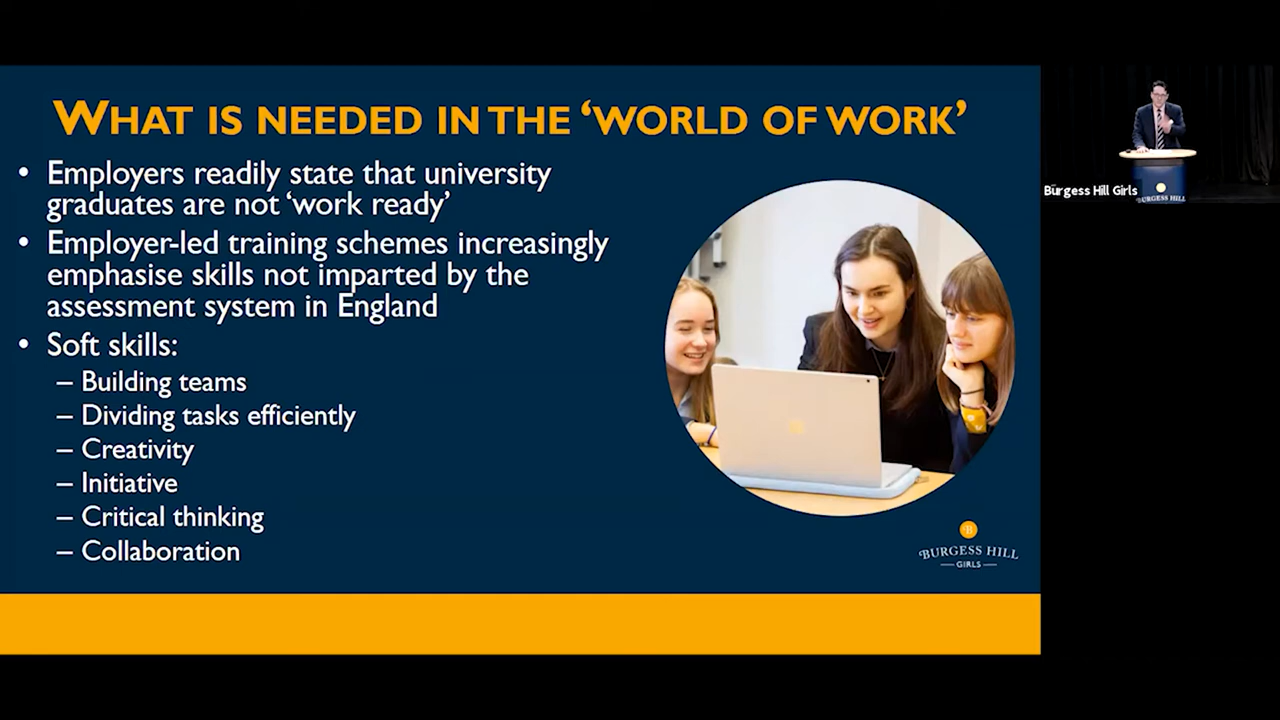 WHAT IS NEEDED IN THE ‘WORLD OF WORK’
• Employers readily state that university
graduates are not ‘work ready’
• Employer-led training schemes increasingly
emphasise skills not imparted by the
assessment system in England
• Soft skills:
– Building teams
– Dividing tasks efficiently
– Creativity
– Initiative
– Critical thinking
– Collaboration
B
BURGESS HILL
GIRLS
Burgess Hill Girls
BURGESS HILL